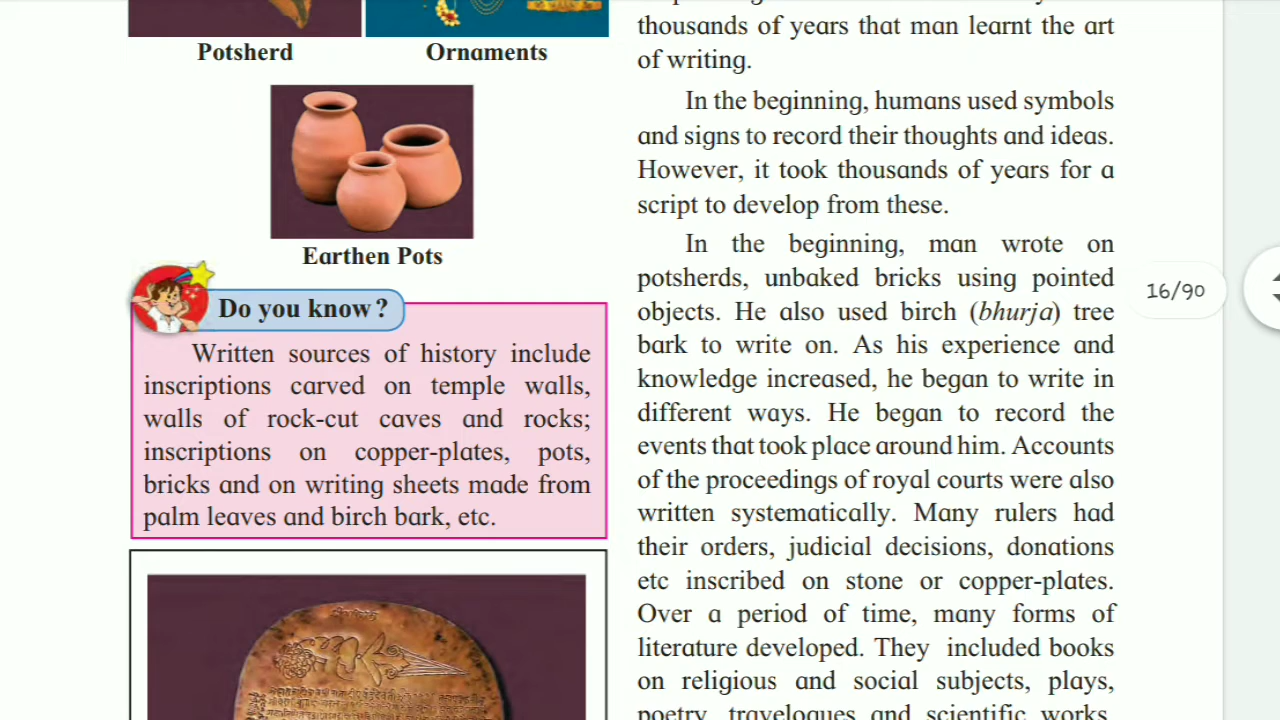 Potsherd
Ornaments
Earthen Pots
Do you know?
Written sources of history include
inscriptions carved on temple walls,
walls of rock-cut caves and rocks;
inscriptions on copper-plates, pots,
bricks and on writing sheets made from
palm leaves and birch bark, etc.
thousands of years that man learnt the art
of writing.
In the beginning, humans used symbols
and signs to record their thoughts and ideas.
However, it took thousands of years for a
script to develop from these.
In the beginning, man wrote on
potsherds, unbaked bricks using pointed
objects. He also used birch (bhurja) tree
bark to write on. As his experience and
knowledge increased, he began to write in
different ways. He began to record the
events that took place around him. Accounts
of the proceedings of royal courts were also
written systematically. Many rulers had
their orders, judicial decisions, donations
etc inscribed on stone or copper-plates.
Over a period of time, many forms of
literature developed. They included books
on religious and social subjects, plays,
poetry, travelogues and scientific works.
16/90